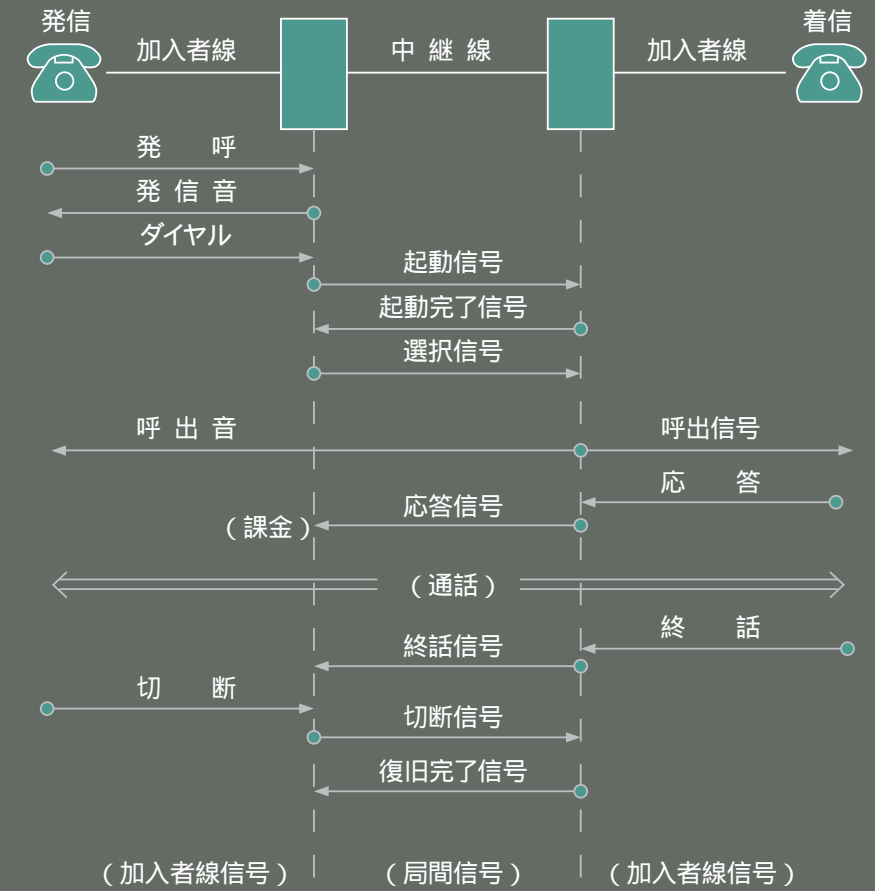 発信
着信
加入者線
中 継 線
加入者線
発 呼
発 信 音
ダイヤル
起動信号
起動完了信号
選択信号
呼 出 音
呼出信号
応 答
応答信号
(課金)
(通話)
終 話
終話信号
切 断
切断信号
復旧完了信号
(加入者線信号)
(局間信号)
(加入者線信号)